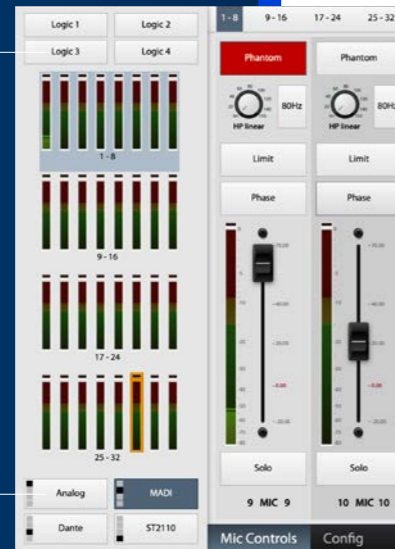 Logic 1 Logic 2
Logic 3 Logic 4
1 - 8
9 - 16
17 - 24
25 - 32
Analog MADI
Dante ST2110
1 - 8 9 - 16 17 - 24 25 - 32
Phantom Phantom
80Hz 80Hz
HP linear HP linear
Limit Limit
Phase Phase
Solo Solo
9 MIC 9 10 MIC 10
Mic Controls Config